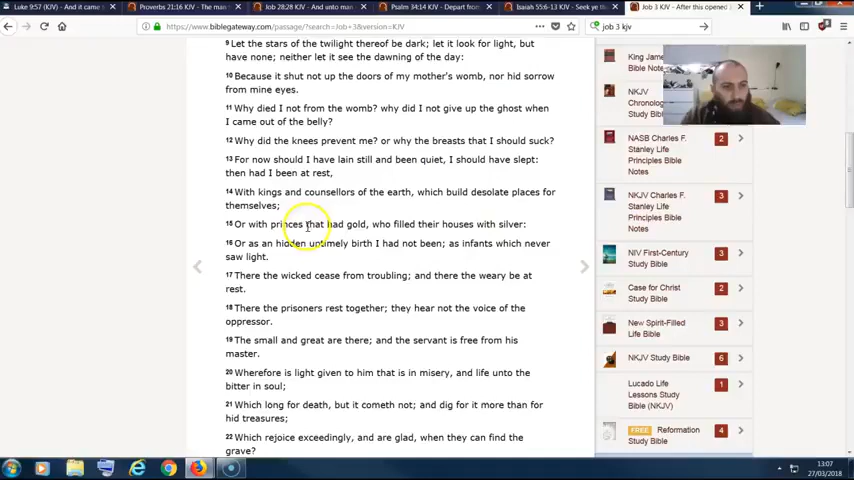 Luke 9:57 (KJV) - And it came
Proverbs 21:16 KJV - The man
Job 28:28 KJV - And unto man
Psalm 34:14 KJV - Depart from
Isaiah 55:6-13 KJV - Seek ye th
Job 3 KJV - After this opened
https://www.biblegateway.com/passage/?search=Job+3&version=KJV
job 3 kjv
9 Let the stars of the twilight thereof be dark; let it look for light, but
have none; neither let it see the dawning of the day:
10 Because it shut not up the doors of my mother's womb, nor hid sorrow
from mine eyes.
11 Why died I not from the womb? why did I not give up the ghost when
I came out of the belly?
12 Why did the knees prevent me? or why the breasts that I should suck?
13 For now should I have lain still and been quiet, I should have slept:
then had I been at rest,
14 With kings and counsellors of the earth, which build desolate places for
themselves;
15 Or with princes that had gold, who filled their houses with silver:
16 Or as an hidden untimely birth I had not been; as infants which never
saw light.
17 There the wicked cease from troubling; and there the weary be at
rest.
18 There the prisoners rest together; they hear not the voice of the
oppressor.
19 The small and great are there; and the servant is free from his
master.
20 Wherefore is light given to him that is in misery, and life unto the
bitter in soul;
21 Which long for death, but it cometh not; and dig for it more than for
hid treasures;
22 Which rejoice exceedingly, and are glad, when they can find the
grave?
King Jame
Bible Note
NKJV
Chronolog
Study Bibl
NASB Charles F.
Stanley Life
Principles Bible
Notes
2
NKJV Charles F.
Stanley Life
Principles Bible
Notes
3
NIV First-Century
Study Bible
3
Case for Christ
Study Bible
2
New Spirit-Filled
Life Bible
3
NKJV Study Bible
6
Lucado Life
Lessons Study
Bible (NKJV)
1
FREE Reformation
Study Bible
4
13:07
27/03/2018